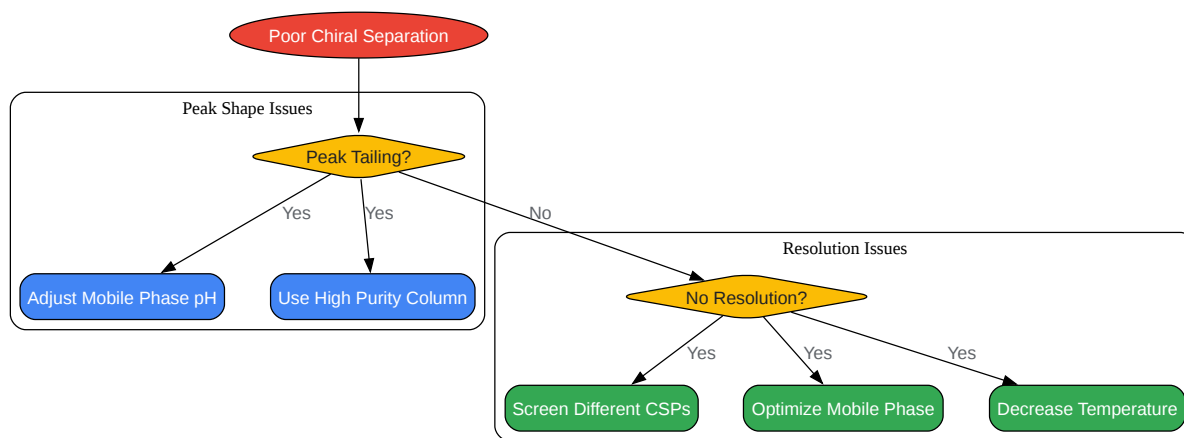 Poor Chiral Separation
Peak Shape Issues
Peak Tailing?
Yes
Yes
No
Adjust Mobile Phase pH
Use High Purity Column
Resolution Issues
No Resolution?
Yes
Yes
Yes
Screen Different CSPs
Optimize Mobile Phase
Decrease Temperature